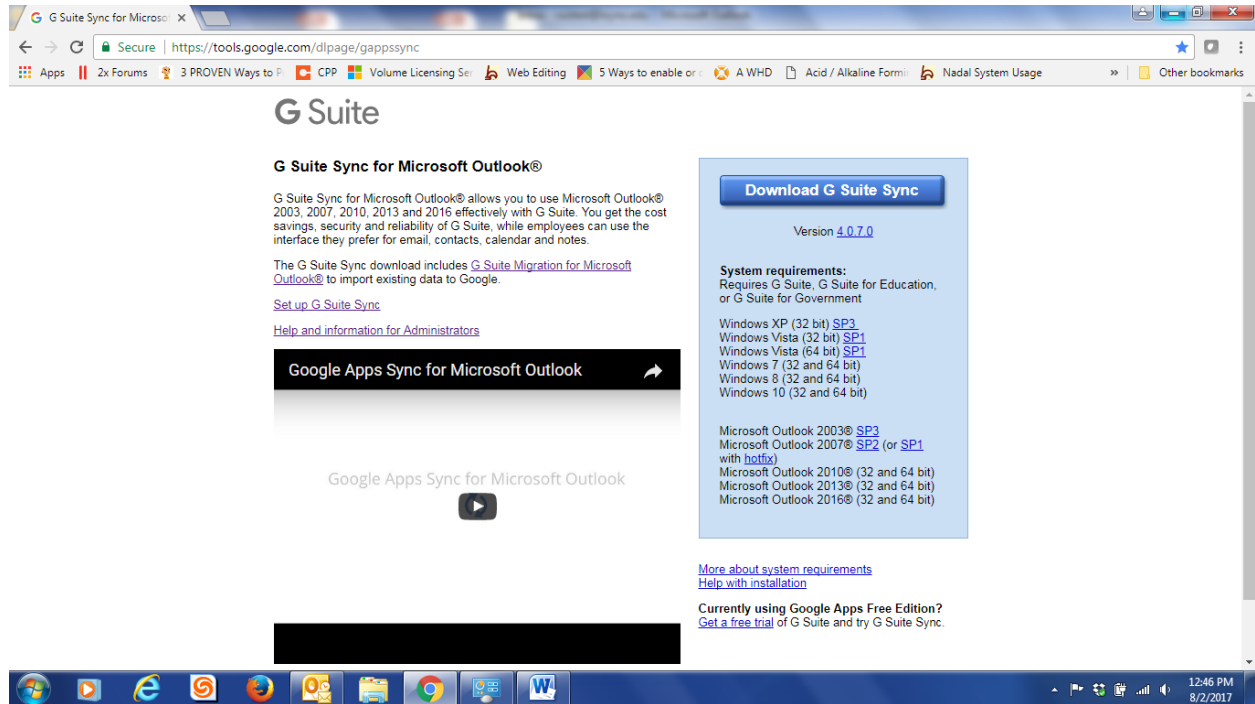 G Suite Sync for Microso
Secure | https://tools.google.com/dlpage/gappssync
Apps 2x Forums 3 PROVEN Ways to P CPP Volume Licensing Se Web Editing 5 Ways to enable or c A WHD Acid / Alkaline Formi Nadal System Usage » Other bookmarks
G Suite
G Suite Sync for Microsoft Outlook®
G Suite Sync for Microsoft Outlook® allows you to use Microsoft Outlook®
2003, 2007, 2010, 2013 and 2016 effectively with G Suite. You get the cost
savings, security and reliability of G Suite, while employees can use the
interface they prefer for email, contacts, calendar and notes.
The G Suite Sync download includes G Suite Migration for Microsoft
Outlook® to import existing data to Google.
Set up G Suite Sync
Help and information for Administrators
Google Apps Sync for Microsoft Outlook
Google Apps Sync for Microsoft Outlook
Download G Suite Sync
Version 4.0.7.0
System requirements:
Requires G Suite, G Suite for Education,
or G Suite for Government
Windows XP (32 bit) SP3
Windows Vista (32 bit) SP1
Windows Vista (64 bit) SP1
Windows 7 (32 and 64 bit)
Windows 8 (32 and 64 bit)
Windows 10 (32 and 64 bit)
Microsoft Outlook 2003® SP3
Microsoft Outlook 2007® SP2 (or SP1
with hotfix)
Microsoft Outlook 2010® (32 and 64 bit)
Microsoft Outlook 2013® (32 and 64 bit)
Microsoft Outlook 2016® (32 and 64 bit)
More about system requirements
Help with installation
Currently using Google Apps Free Edition?
Get a free trial of G Suite and try G Suite Sync.
12:46 PM
8/2/2017